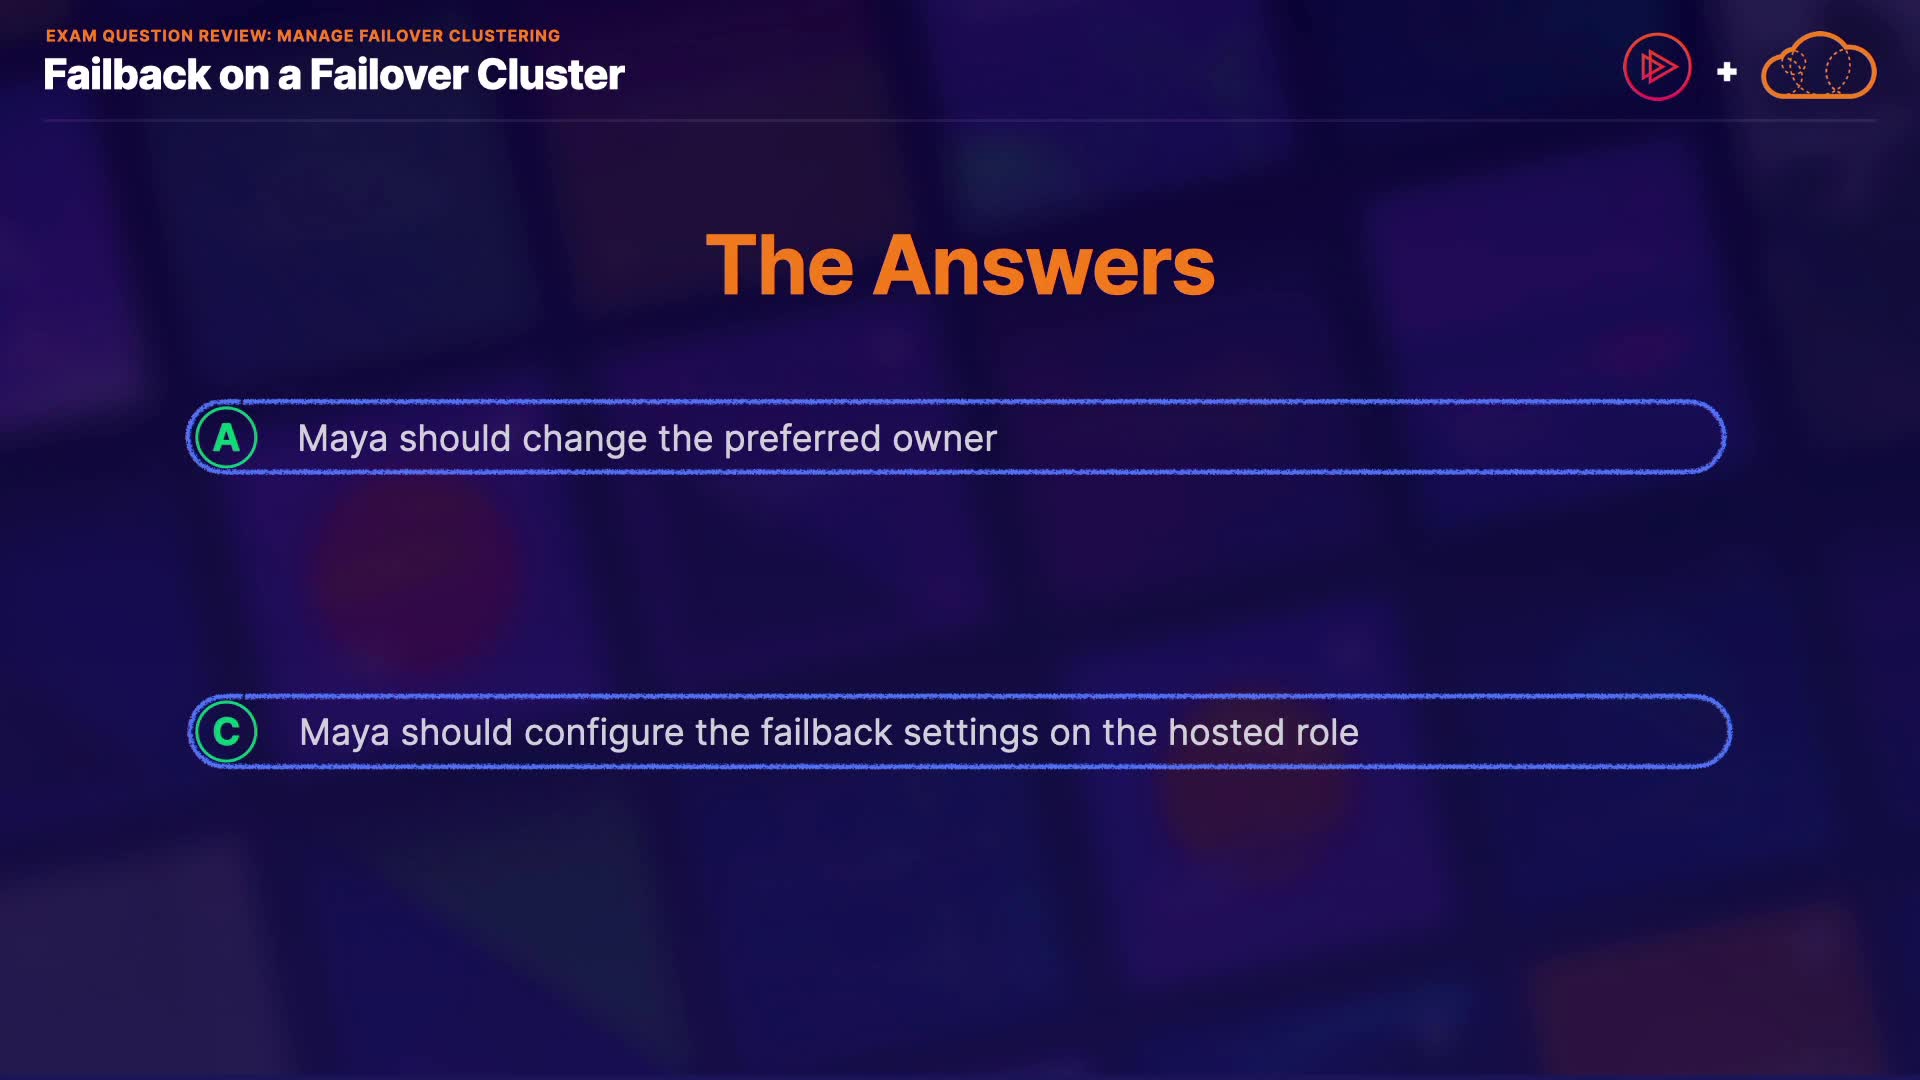 EXAM QUESTION REVIEW: MANAGE FAILOVER CLUSTERING
Failback on a Failover Cluster
+
The Answers
A Maya should change the preferred owner
C Maya should configure the failback settings on the hosted role